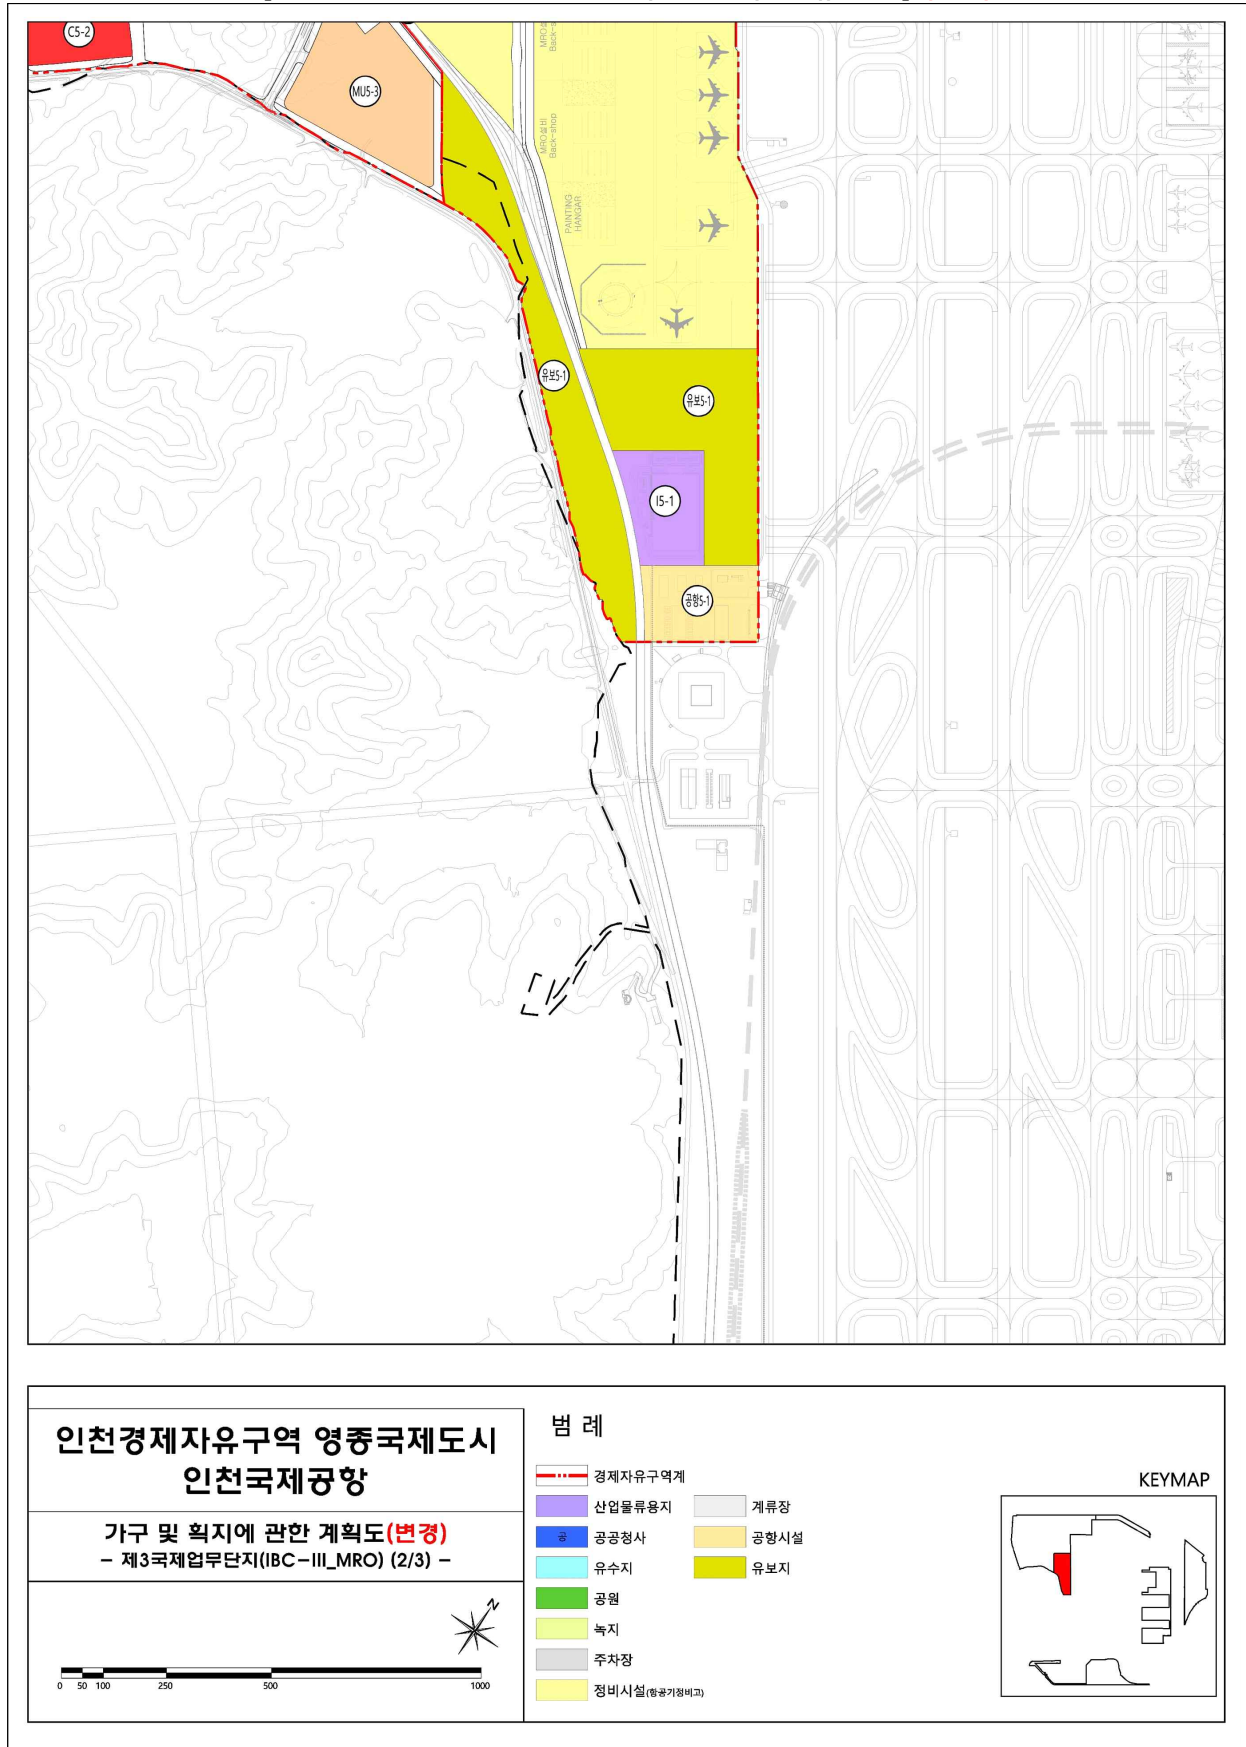 C5-2
MU5-3
MRO설비
Back-shop
PAINTING
HANGAR
유보5-1
유보5-1
I5-1
공항5-1
인천경제자유구역 영종국제도시
인천국제공항
가구 및 획지에 관한 계획도(변경)
– 제3국제업무단지(IBC-III_MRO) (2/3) –
N
0 50 100 250 500 1000
범 례
경제자유구역계
산업물류용지
계류장
공 공공청사
공항시설
유수지
유보지
공원
녹지
주차장
정비시설(항공기정비고)
KEYMAP